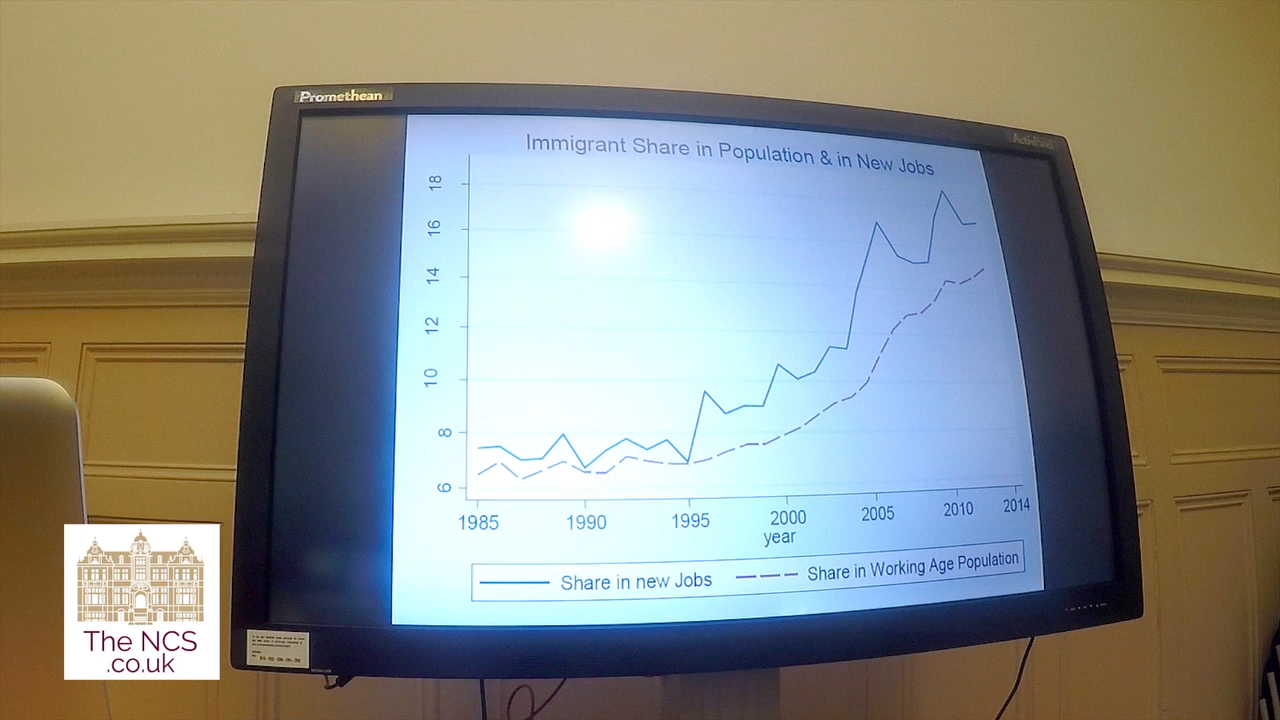 Promethean
ActivPanel
Immigrant Share in Population & in New Jobs
18
16
14
12
10
8
6
1985
1990
1995
2000
2005
2010
2014
year
Share in new Jobs
Share in Working Age Population
The NCS
.co.uk